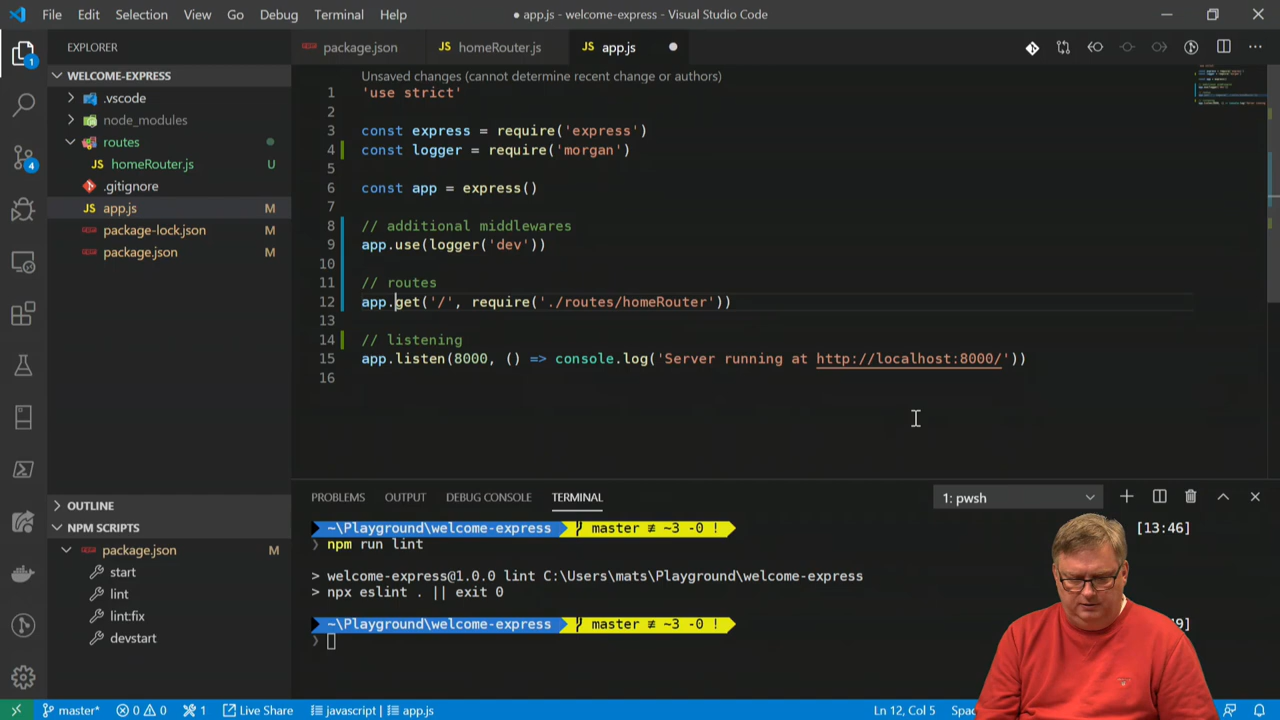 File Edit Selection View Go Debug Terminal Help
● app.js - welcome-express - Visual Studio Code
EXPLORER
WELCOME-EXPRESS
.vscode
node_modules
routes
JS homeRouter.js U
.gitignore
JS app.js M
package-lock.json M
package.json M
OUTLINE
NPM SCRIPTS
package.json M
start
lint
lint:fix
devstart
1
4
package.json
JS homeRouter.js
JS app.js
Unsaved changes (cannot determine recent change or authors)
1 'use strict'
2
3 const express = require('express')
4 const logger = require('morgan')
5
6 const app = express()
7
8 // additional middlewares
9 app.use(logger('dev'))
10
11 // routes
12 app.get('/', require('./routes/homeRouter'))
13
14 // listening
15 app.listen(8000, () => console.log('Server running at http://localhost:8000/'))
16
PROBLEMS OUTPUT DEBUG CONSOLE TERMINAL
1: pwsh
~\Playground\welcome-express master ≢ ~3 -0 ! [13:46]
❯ npm run lint
> welcome-express@1.0.0 lint C:\Users\mats\Playground\welcome-express
> npx eslint . || exit 0
~\Playground\welcome-express master ≢ ~3 -0 !
❯
master* 0 0 1 Live Share javascript | app.js
Ln 12, Col 5